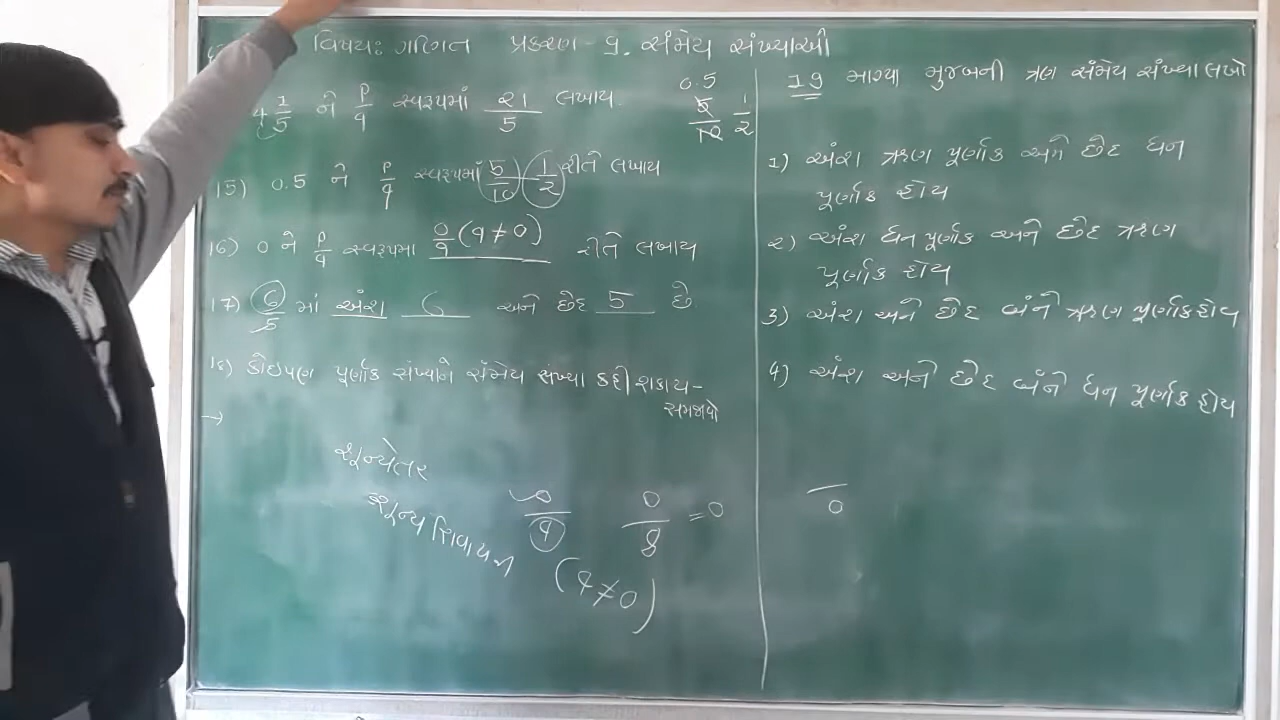 વિષયઃ ગણિત પ્રકરણ - ૧. સંમેય સંખ્યાઓ
4 1/5 ને p/q સ્વરૂપમાં 21/5 લખાય.
15) 0.5 ને p/q સ્વરૂપમાં 5/10 1/2 રીતે લખાય
16) 0 ને p/q સ્વરૂપમા 0/q (q ≠ 0) રીતે લખાય
17) 6/5 માં અંશ 6 અને છેદ 5 છે
18) કોઇપણ પૂર્ણાંક સંખ્યાને સંમેય સંખ્યા કહી શકાય -
સમજાવો
→
શૂન્યેતર
શૂન્ય સિવાયન
0/q 0/8 = 0
(q ≠ 0)
0.5
5/10 1/2
19 માગ્યા મુજબની ત્રણ સંમેય સંખ્યા લખો
1) અંશ ઋણ પૂર્ણાંક અને છેદ ધન
પૂર્ણાંક હોય
2) અંશ ધન પૂર્ણાંક અને છેદ ઋણ
પૂર્ણાંક હોય
3) અંશ અને છેદ બંને ઋણ પૂર્ણાંક હોય
4) અંશ અને છેદ બંને ધન પૂર્ણાંક હોય
0